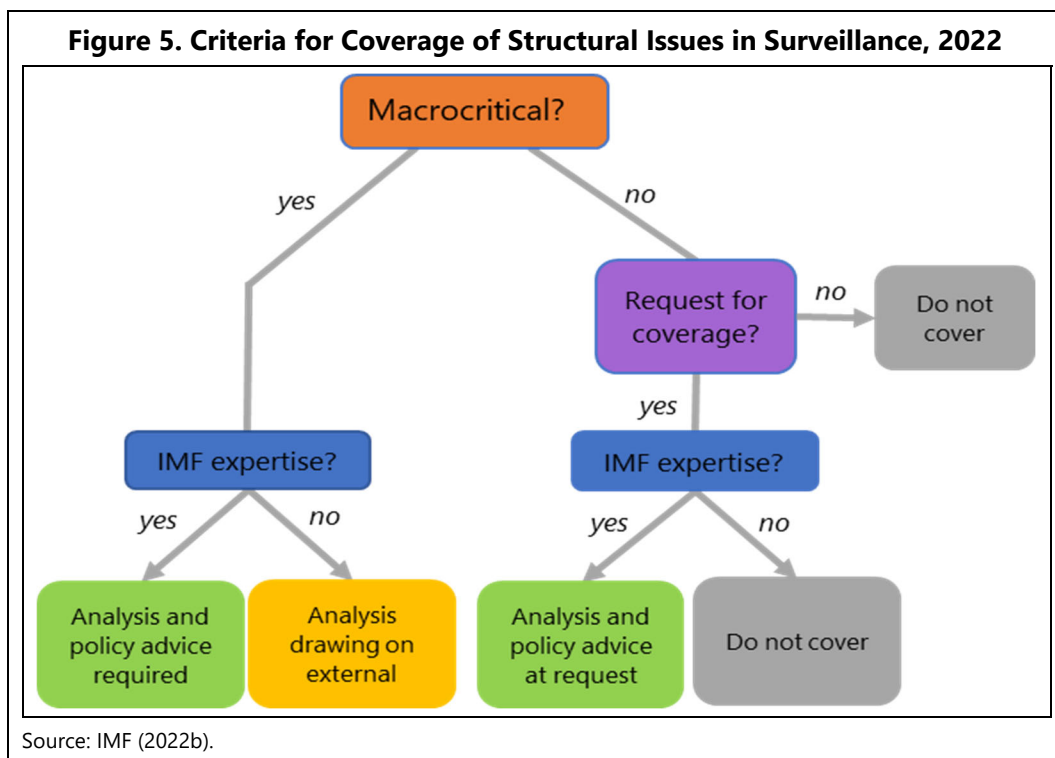 Figure 5. Criteria for Coverage of Structural Issues in Surveillance, 2022
Macrocritical?
yes
no
Request for
coverage?
no
Do not
cover
yes
IMF expertise?
IMF expertise?
yes
no
yes
no
Analysis and
policy advice
required
Analysis
drawing on
external
Analysis and
policy advice
at request
Do not cover
Source: IMF (2022b).